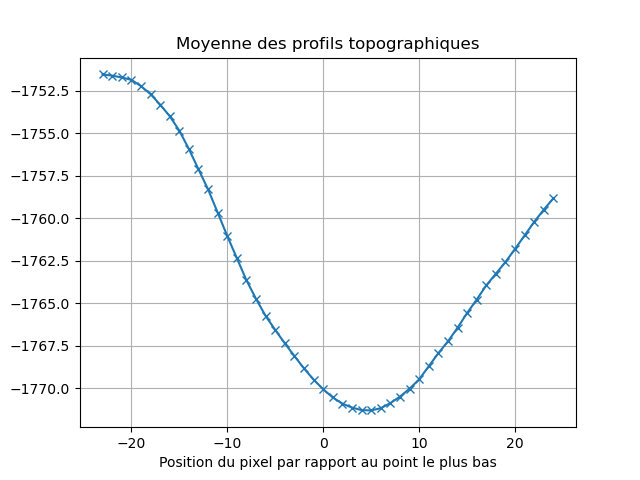 Moyenne des profils topographiques
−1752.5
−1755.0
−1757.5
−1760.0
−1762.5
−1765.0
−1767.5
−1770.0
−20 −10 0 10 20
Position du pixel par rapport au point le plus bas